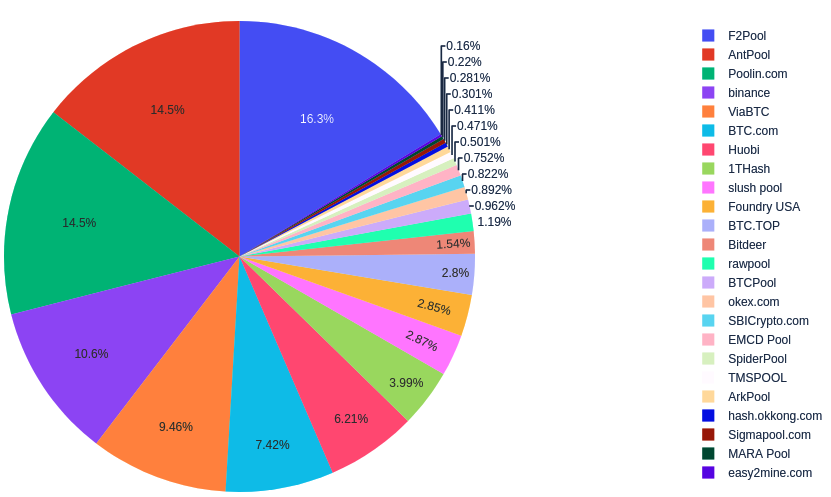 0.16%
0.22%
0.281%
0.301%
0.411%
0.471%
0.501%
0.752%
0.822%
0.892%
0.962%
1.19%
1.54%
2.8%
2.85%
2.87%
3.99%
6.21%
7.42%
9.46%
10.6%
14.5%
14.5%
16.3%
F2Pool
AntPool
Poolin.com
binance
ViaBTC
BTC.com
Huobi
1THash
slush pool
Foundry USA
BTC.TOP
Bitdeer
rawpool
BTCPool
okex.com
SBICrypto.com
EMCD Pool
SpiderPool
TMSPOOL
ArkPool
hash.okkong.com
Sigmapool.com
MARA Pool
easy2mine.com